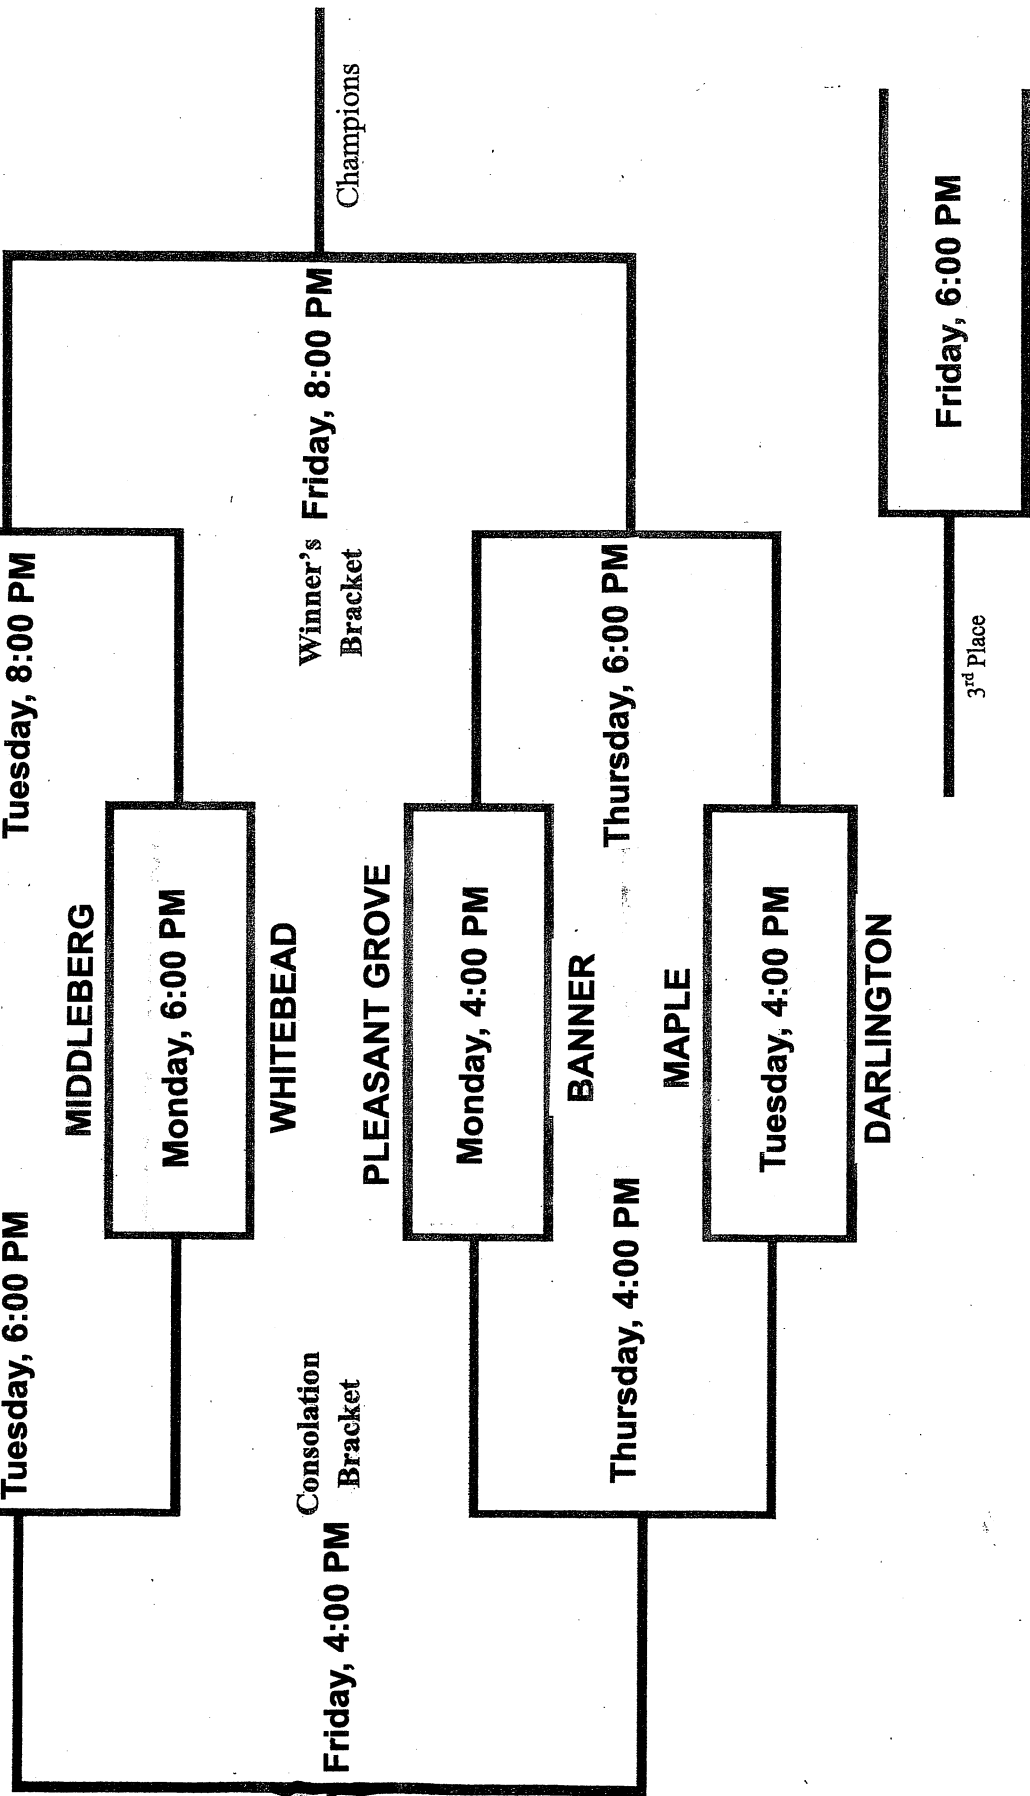 Tuesday, 6:00 PM
Tuesday, 8:00 PM
MIDDLEBERG
Monday, 6:00 PM
WHITEBEAD
Consolation
Bracket
Friday, 4:00 PM
Winner's
Bracket
Friday, 8:00 PM
Champions
PLEASANT GROVE
Monday, 4:00 PM
BANNER
Thursday, 4:00 PM
Thursday, 6:00 PM
MAPLE
Tuesday, 4:00 PM
DARLINGTON
3rd Place
Friday, 6:00 PM